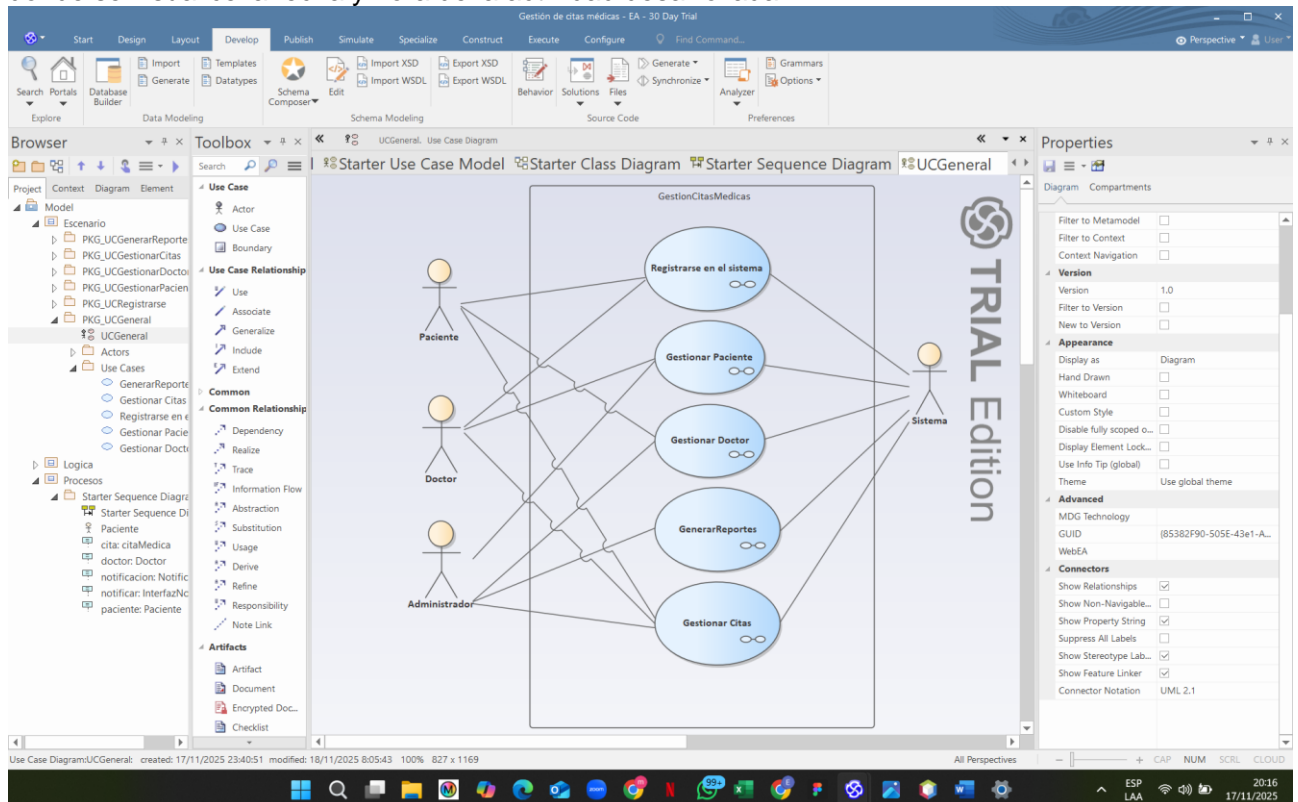 Gestión de citas médicas - EA - 30 Day Trial
Start Design Layout Develop Publish Simulate Specialize Construct Execute Configure Find Command... Perspective User
Import Templates Import XSD Export XSD Generate Grammars
Generate Datatypes Import WSDL Export WSDL Synchronize Options
Search Portals Database Builder Schema Composer Edit Behavior Solutions Files Analyzer
Explore Data Modeling Schema Modeling Source Code Preferences
Browser
Project Context Diagram Element
Model
Escenario
PKG_UCGenerarReporte
PKG_UCGestionarCitas
PKG_UCGestionarDoctor
PKG_UCGestionarPacien
PKG_UCRegistrarse
PKG_UCGeneral
UCGeneral
Actors
Use Cases
GenerarReporte
Gestionar Citas
Registrarse en e
Gestionar Pacie
Gestionar Docto
Logica
Procesos
Starter Sequence Diagra
Starter Sequence Di
Paciente
cita: citaMedica
doctor: Doctor
notificacion: Notific
notificar: InterfazNo
paciente: Paciente
Toolbox
Search
Use Case
Actor
Use Case
Boundary
Use Case Relationship
Use
Associate
Generalize
Include
Extend
Common
Common Relationship
Dependency
Realize
Trace
Information Flow
Abstraction
Substitution
Usage
Derive
Refine
Responsibility
Note Link
Artifacts
Artifact
Document
Encrypted Doc...
Checklist
UCGeneral. Use Case Diagram
Starter Use Case Model Starter Class Diagram Starter Sequence Diagram UCGeneral
GestionCitasMedicas
Registrarse en el sistema
Paciente
Gestionar Paciente
Sistema
Gestionar Doctor
Doctor
GenerarReportes
Administrador
Gestionar Citas
TRIAL Edition
Properties
Diagram Compartments
Filter to Metamodel
Filter to Context
Context Navigation
Version
Version 1.0
Filter to Version
New to Version
Appearance
Display as Diagram
Hand Drawn
Whiteboard
Custom Style
Disable fully scoped o...
Display Element Lock...
Use Info Tip (global)
Theme Use global theme
Advanced
MDG Technology
GUID {85382F90-505E-43e1-A...
WebEA
Connectors
Show Relationships
Show Non-Navigable...
Show Property String
Suppress All Labels
Show Stereotype Lab...
Show Feature Linker
Connector Notation UML 2.1
Use Case Diagram:UCGeneral: created: 17/11/2025 23:40:51 modified: 18/11/2025 8:05:43 100% 827 x 1169 All Perspectives CAP NUM SCRL CLOUD
99+
ESP 20:16
LAA 17/11/2025